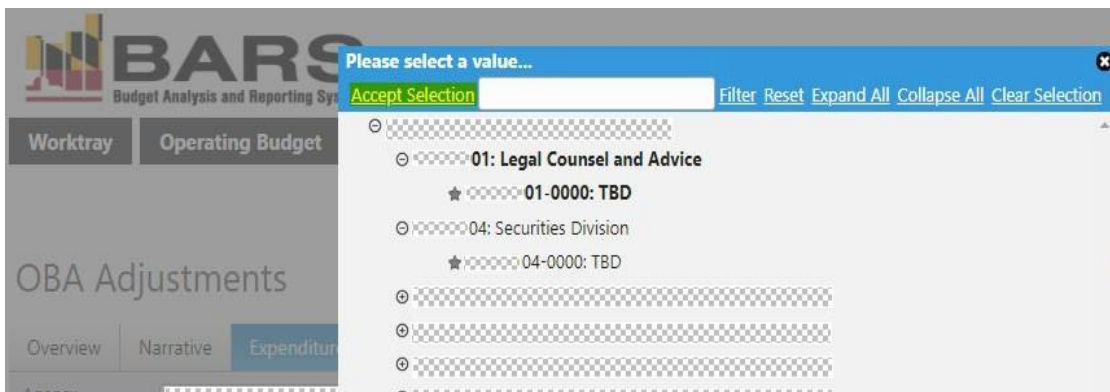 BARS
Budget Analysis and Reporting Sys
Please select a value...
Accept Selection Filter Reset Expand All Collapse All Clear Selection
Worktray Operating Budget
01: Legal Counsel and Advice
01-0000: TBD
04: Securities Division
04-0000: TBD
OBA Adjustments
Overview Narrative Expenditur
Agency